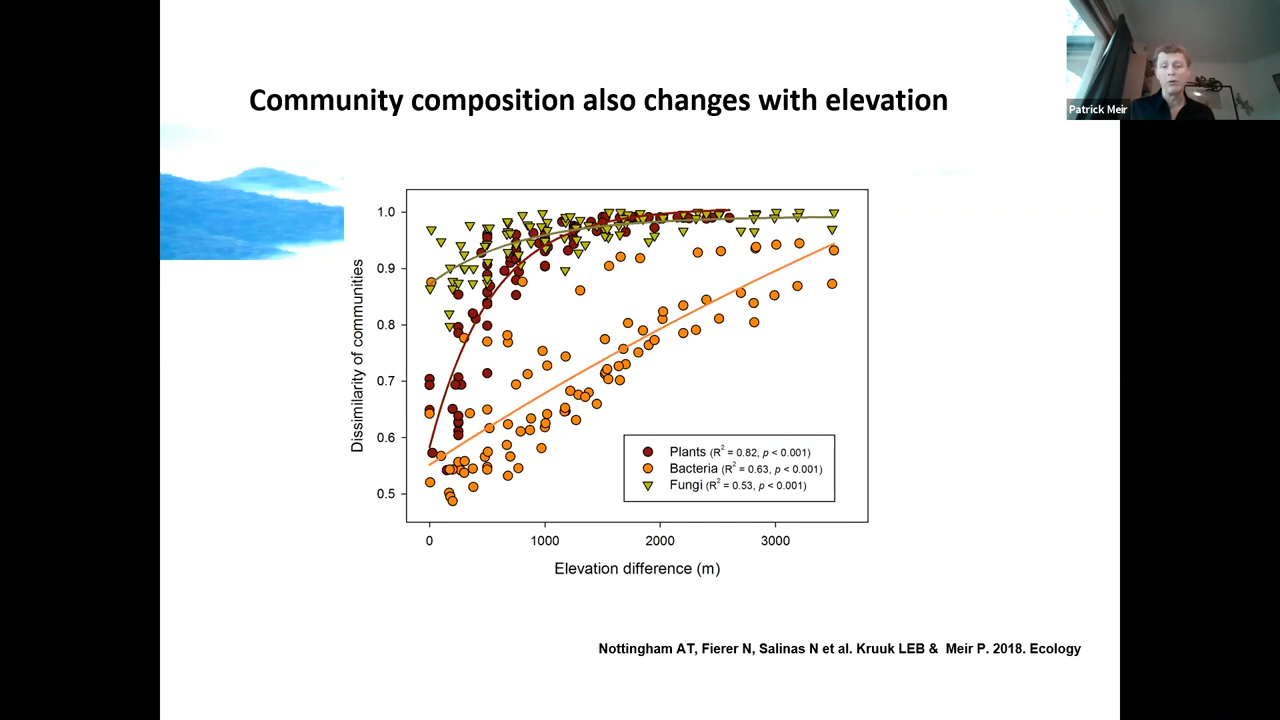 Community composition also changes with elevation
Patrick Meir
Dissimilarity of communities
1.0
0.9
0.8
0.7
0.6
0.5
Plants (R² = 0.82, p < 0.001)
Bacteria (R² = 0.63, p < 0.001)
Fungi (R² = 0.53, p < 0.001)
0 1000 2000 3000
Elevation difference (m)
Nottingham AT, Fierer N, Salinas N et al. Kruuk LEB & Meir P. 2018. Ecology